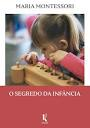 MARIA MONTESSORI
O SEGREDO DA INFÂNCIA